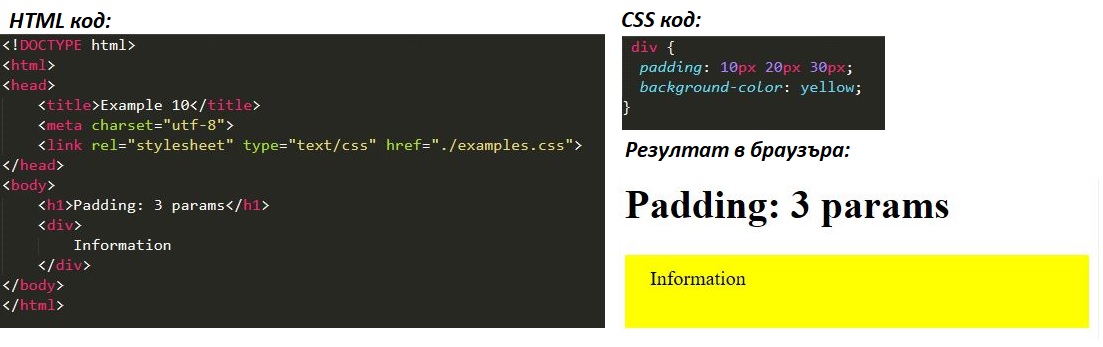 HTML код:
<!DOCTYPE html>
<html>
<head>
    <title>Example 10</title>
    <meta charset="utf-8">
    <link rel="stylesheet" type="text/css" href="./examples.css">
</head>
<body>
    <h1>Padding: 3 params</h1>
    <div>
        Information
    </div>
</body>
</html>
CSS код:
div {
  padding: 10px 20px 30px;
  background-color: yellow;
}
Резултат в браузъра:
Padding: 3 params
Information